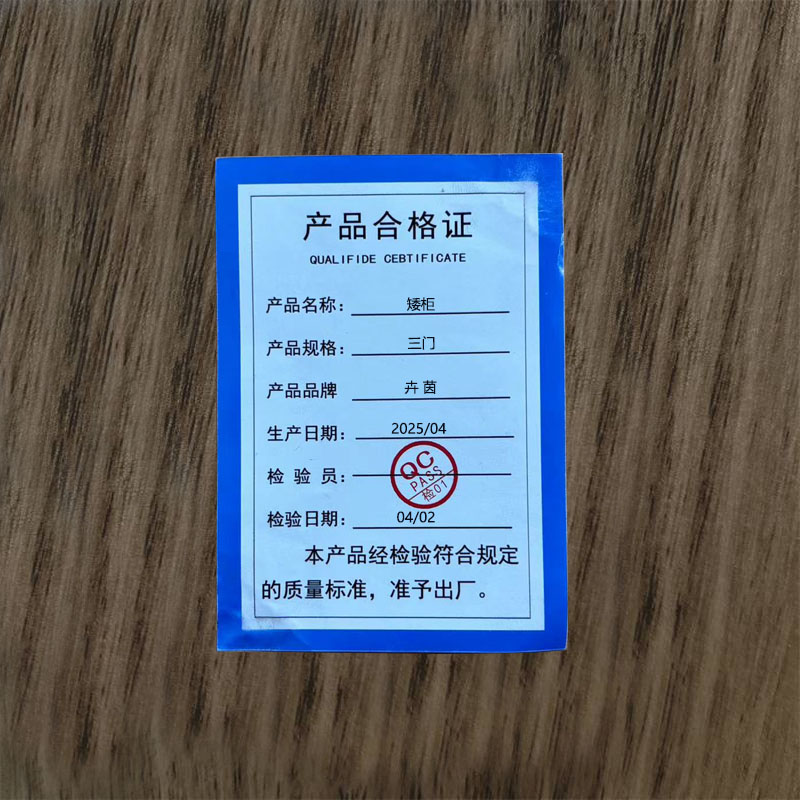 产品合格证
QUALIFIDE CEBTIFICATE
产品名称: 矮柜
产品规格: 三门
产品品牌 卉茵
生产日期: 2025/04
检验员:
QC
PASS
检01
检验日期: 04/02
本产品经检验符合规定
的质量标准，准予出厂。